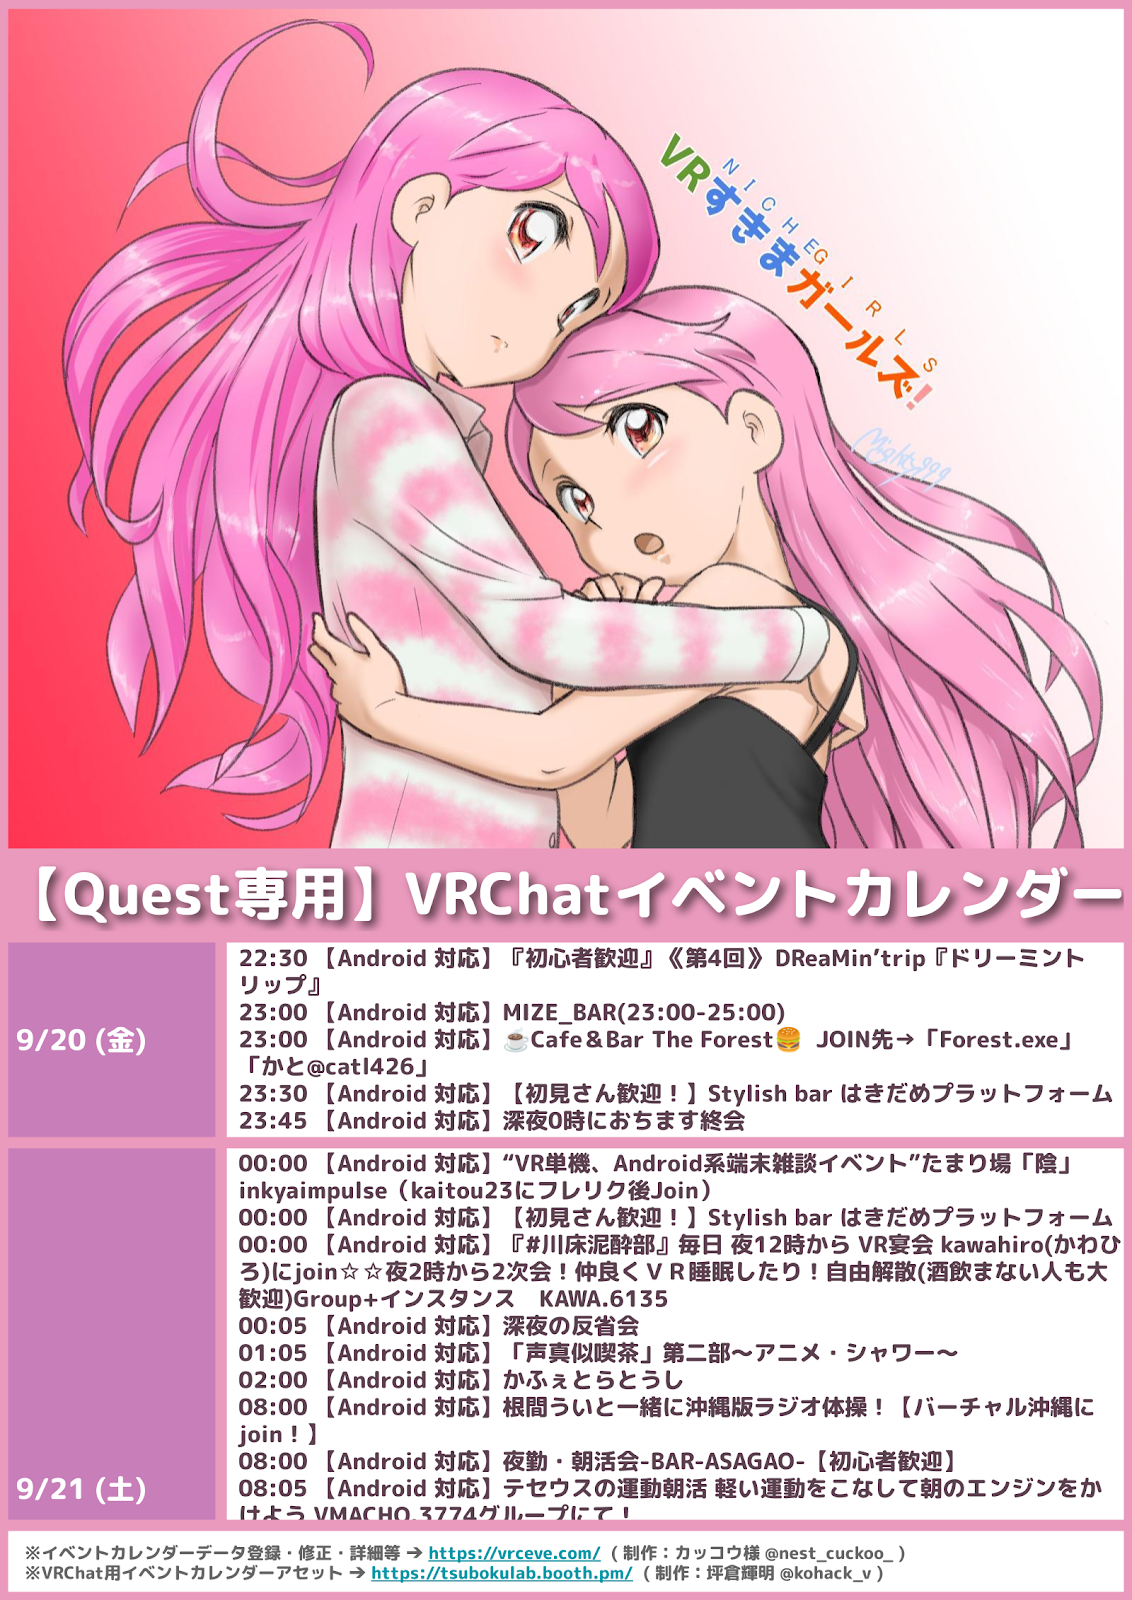 NICHE GIRLS
VRすきまガールズ!
Mighty999
【Quest専用】VRChatイベントカレンダー
9/20 (金)
22:30 【Android 対応】『初心者歓迎』《第4回》 DReaMin’trip『ドリーミント
リップ』
23:00 【Android 対応】MIZE_BAR(23:00-25:00)
23:00 【Android 対応】☕Cafe＆Bar The Forest🍔 JOIN先→「Forest.exe」
「かと@catl426」
23:30 【Android 対応】【初見さん歓迎！】Stylish bar はきだめプラットフォーム
23:45 【Android 対応】深夜0時におちます終会
9/21 (土)
00:00 【Android 対応】“VR単機、Android系端末雑談イベント”たまり場「陰」
inkyaimpulse（kaitou23にフレリク後Join）
00:00 【Android 対応】【初見さん歓迎！】Stylish bar はきだめプラットフォーム
00:00 【Android 対応】『#川床泥酔部』毎日 夜12時から VR宴会 kawahiro(かわひ
ろ)にjoin☆☆夜2時から2次会！仲良くＶＲ睡眠したり！自由解散(酒飲まない人も大
歓迎)Group+インスタンス　KAWA.6135
00:05 【Android 対応】深夜の反省会
01:05 【Android 対応】「声真似喫茶」第二部～アニメ・シャワー～
02:00 【Android 対応】かふぇとらとうし
08:00 【Android 対応】根間ういと一緒に沖縄版ラジオ体操！【バーチャル沖縄に
join！】
08:00 【Android 対応】夜勤・朝活会-BAR-ASAGAO-【初心者歓迎】
08:05 【Android 対応】テセウスの運動朝活 軽い運動をこなして朝のエンジンをか
けよう VMACHO.3774グループにて！
※イベントカレンダーデータ登録・修正・詳細等 ➔ https://vrceve.com/ ( 制作：カッコウ様 @nest_cuckoo_ )
※VRChat用イベントカレンダーアセット ➔ https://tsubokulab.booth.pm/ ( 制作：坪倉輝明 @kohack_v )